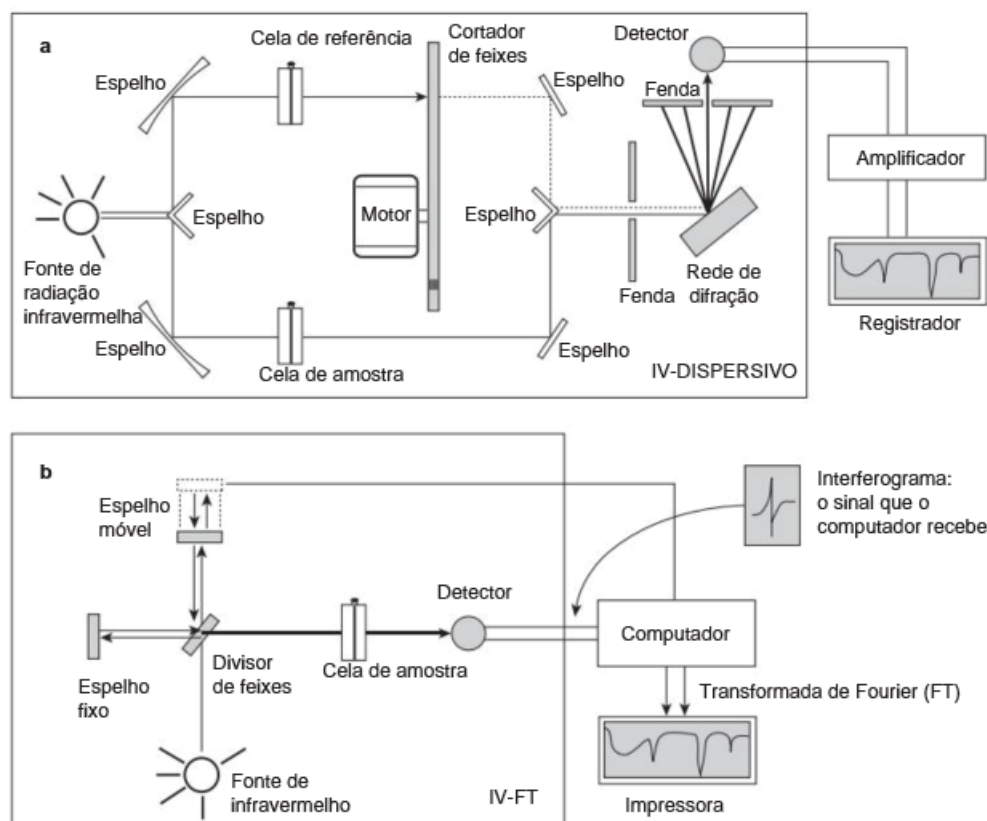 a
Cela de referência
Cortador
de feixes
Detector
Espelho
Espelho
Fenda
Amplificador
Motor
Espelho
Espelho
Fonte de
radiação
infravermelha
Fenda
Rede de
difração
Registrador
Espelho
Espelho
Cela de amostra
IV-DISPERSIVO
b
Interferograma:
o sinal que o
computador recebe
Espelho
móvel
Detector
Computador
Espelho
fixo
Divisor
de feixes
Cela de amostra
Transformada de Fourier (FT)
Fonte de
infravermelho
IV-FT
Impressora